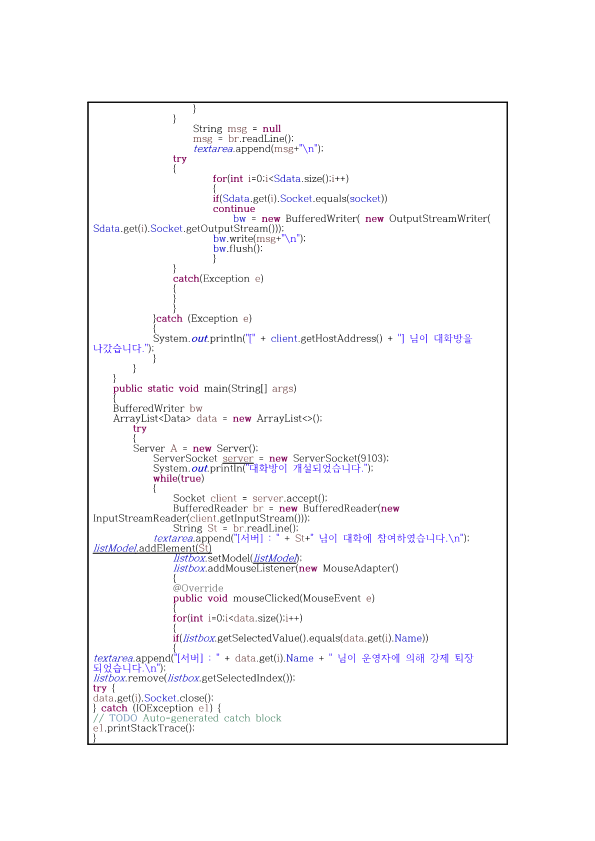 }
}
String msg = null
msg = br.readLine();
textarea.append(msg+"\n");
try
{
for(int i=0;i<Sdata.size();i++)
{
if(Sdata.get(i).Socket.equals(socket))
continue
bw = new BufferedWriter( new OutputStreamWriter(
Sdata.get(i).Socket.getOutputStream()));
bw.write(msg+"\n");
bw.flush();
}
}
catch(Exception e)
{
}
}
}catch (Exception e)
{
System.out.println("[" + client.getHostAddress() + "] 님이 대화방을
나갔습니다.");
}
}
}
public static void main(String[] args)
{
BufferedWriter bw
ArrayList<Data> data = new ArrayList<>();
try
{
Server A = new Server();
ServerSocket server = new ServerSocket(9103);
System.out.println("대화방이 개설되었습니다.");
while(true)
{
Socket client = server.accept();
BufferedReader br = new BufferedReader(new
InputStreamReader(client.getInputStream()));
String St = br.readLine();
textarea.append("[서버] : " + St+" 님이 대화에 참여하였습니다.\n");
listModel.addElement(St)
listbox.setModel(listModel);
listbox.addMouseListener(new MouseAdapter()
{
@Override
public void mouseClicked(MouseEvent e)
{
for(int i=0;i<data.size();i++)
{
if(listbox.getSelectedValue().equals(data.get(i).Name))
{
textarea.append("[서버] : " + data.get(i).Name + " 님이 운영자에 의해 강제 퇴장
되었습니다.\n");
listbox.remove(listbox.getSelectedIndex());
try {
data.get(i).Socket.close();
} catch (IOException e1) {
// TODO Auto-generated catch block
e1.printStackTrace();
}